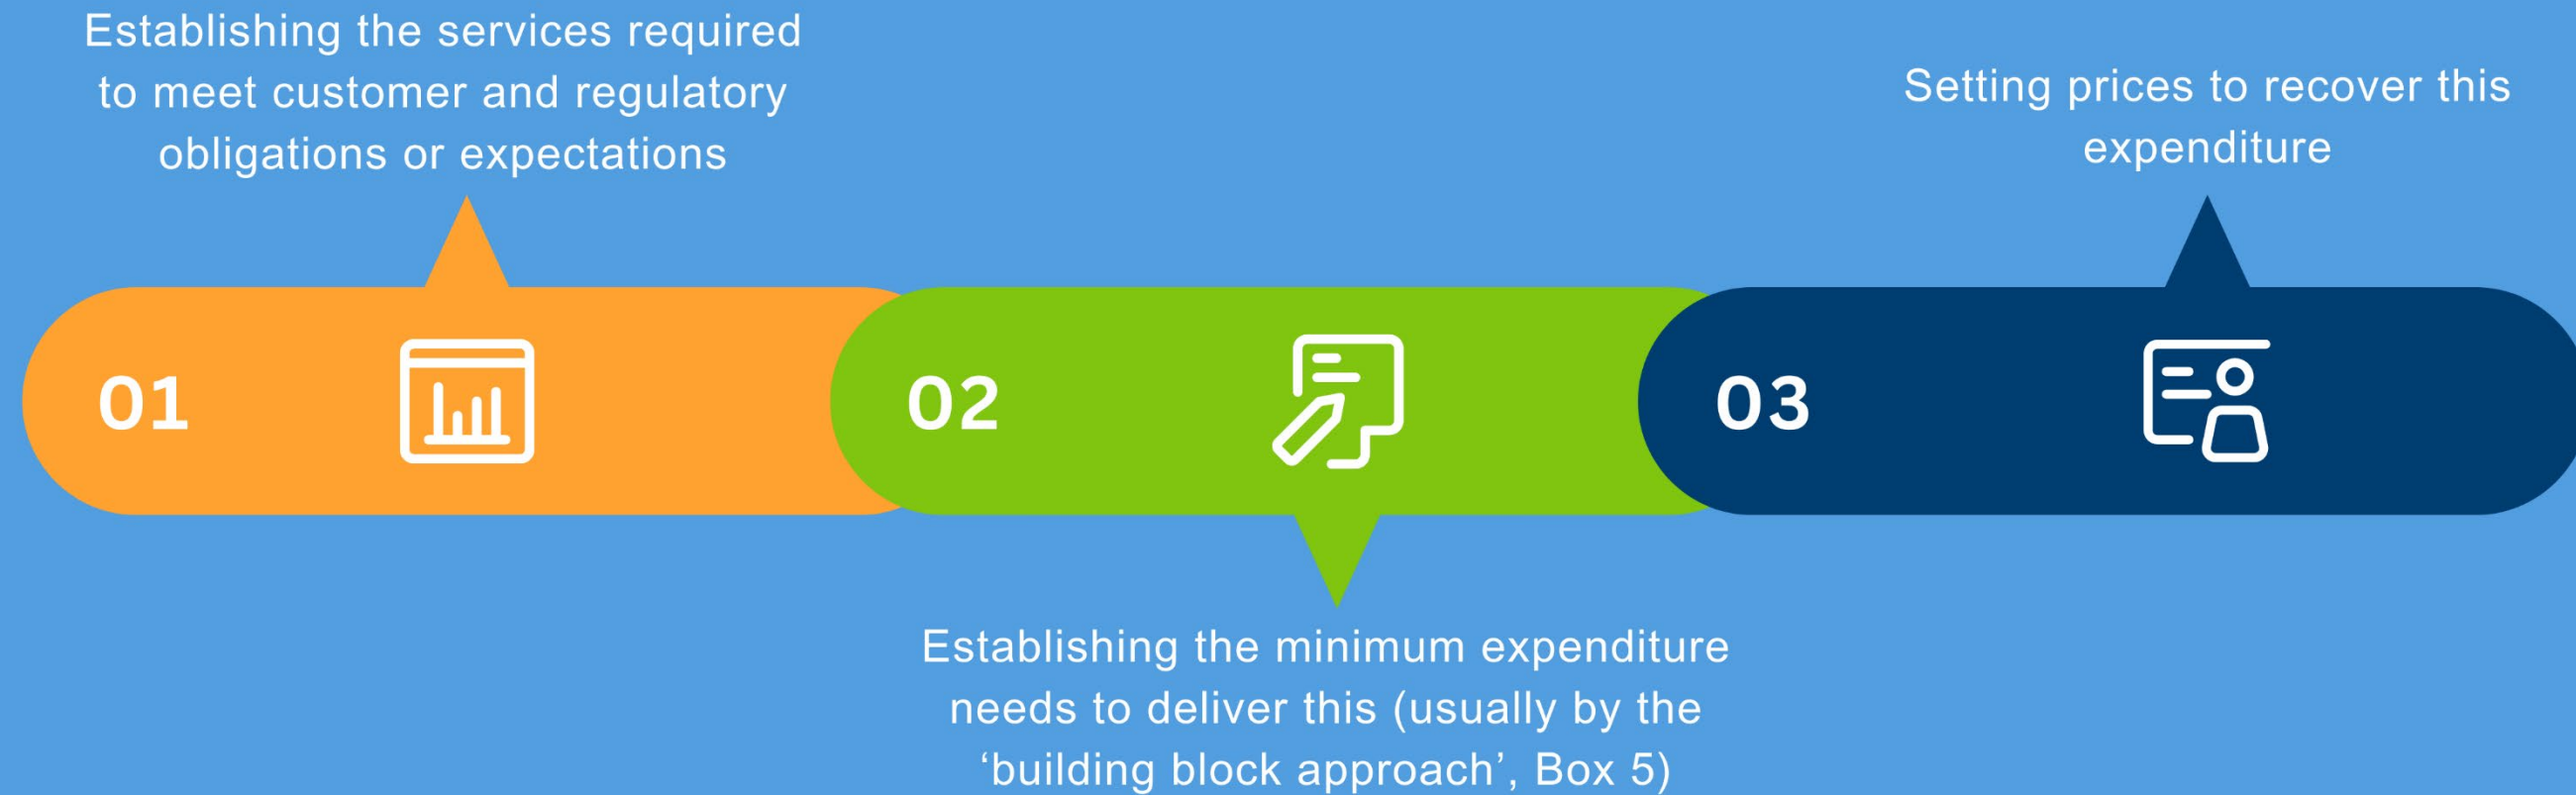 Establishing the services required
to meet customer and regulatory
obligations or expectations
01
02
Establishing the minimum expenditure
needs to deliver this (usually by the
‘building block approach’, Box 5)
Setting prices to recover this
expenditure
03